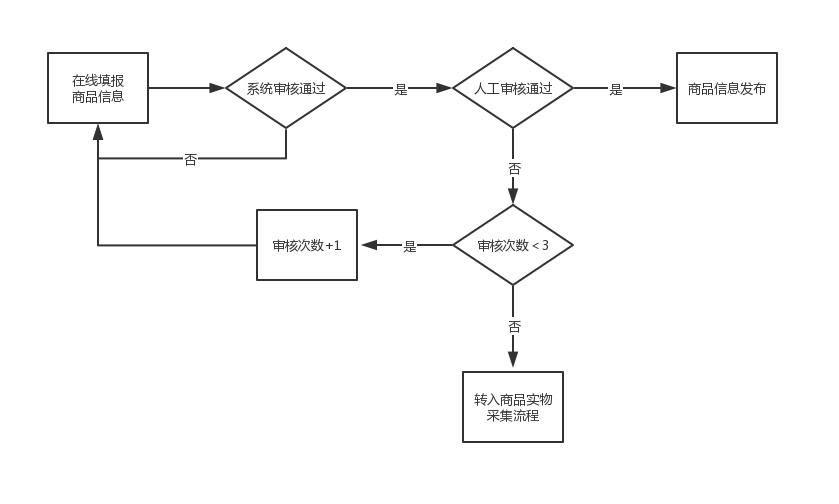 在线填报
商品信息
系统审核通过
是
人工审核通过
是
商品信息发布
否
否
审核次数+1
是
审核次数 < 3
否
转入商品实物
采集流程